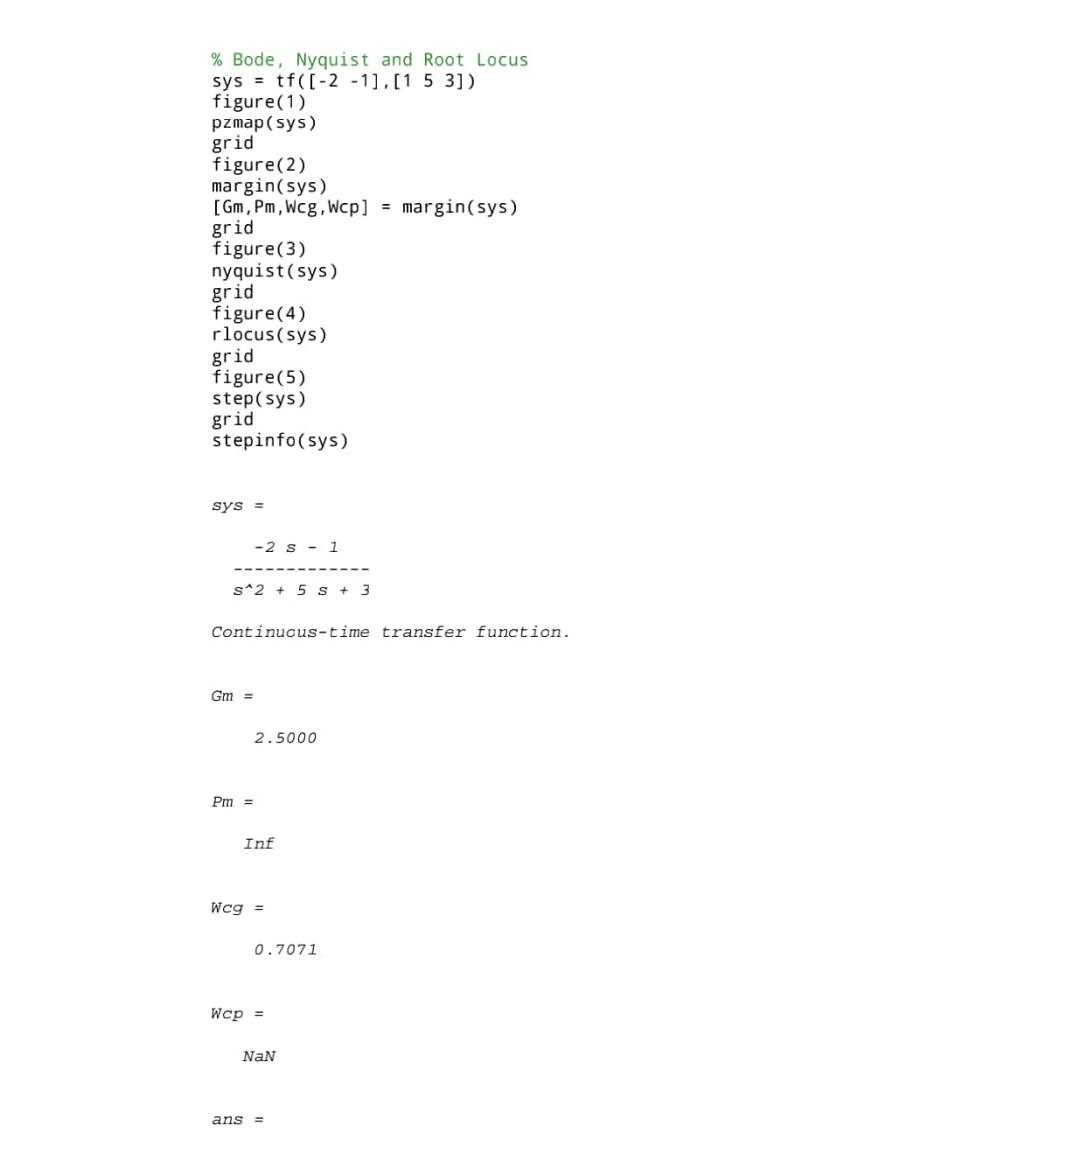 % Bode, Nyquist and Root Locus
sys = tf([-2 -1],[1 5 3])
figure(1)
pzmap(sys)
grid
figure(2)
margin(sys)
[Gm,Pm,Wcg,Wcp] = margin(sys)
grid
figure(3)
nyquist(sys)
grid
figure(4)
rlocus(sys)
grid
figure(5)
step(sys)
grid
stepinfo(sys)
sys =
-2 s - 1
-------------
s^2 + 5 s + 3
Continuous-time transfer function.
Gm =
2.5000
Pm =
Inf
Wcg =
0.7071
Wcp =
NaN
ans =